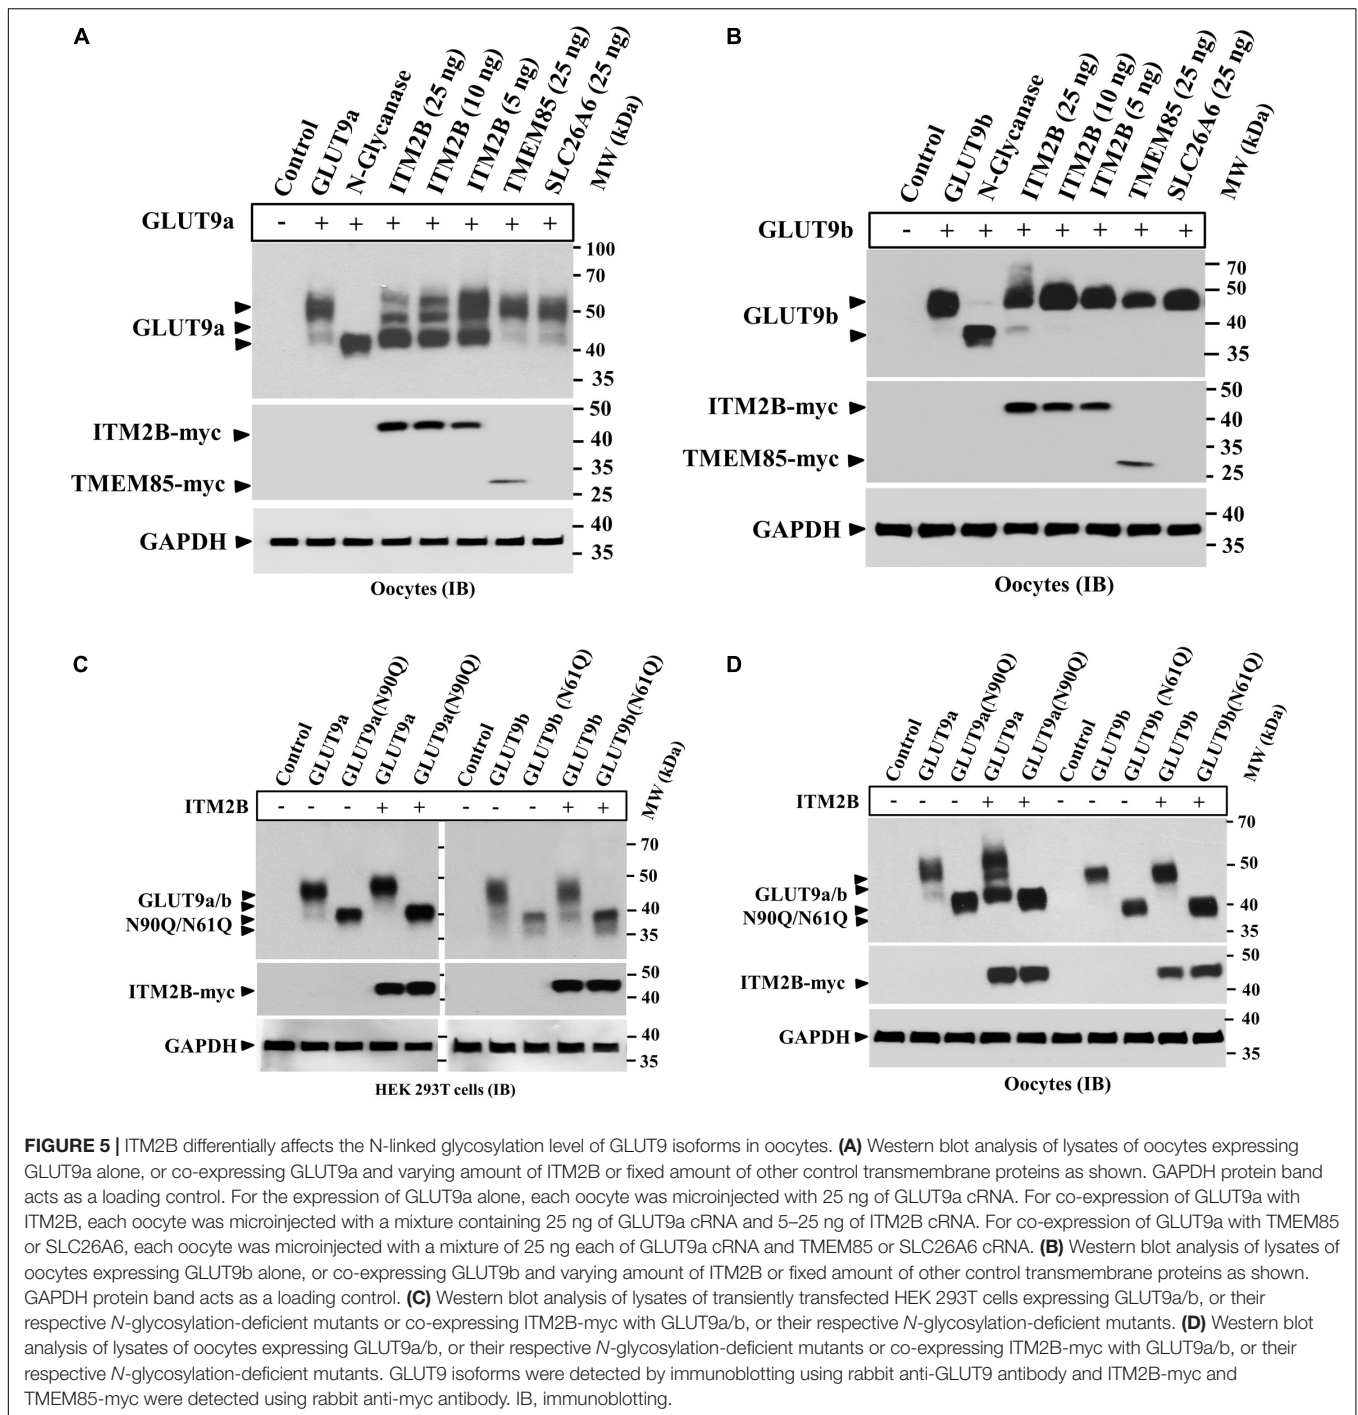 A
Control
GLUT9a
N-Glycanase
ITM2B (25 ng)
ITM2B (10 ng)
ITM2B (5 ng)
TMEM85 (25 ng)
SLC26A6 (25 ng)
MW (kDa)
GLUT9a - + + + + + + +
100
70
50
40
35
GLUT9a
50
40
35
25
ITM2B-myc
TMEM85-myc
40
35
GAPDH
Oocytes (IB)
B
Control
GLUT9b
N-Glycanase
ITM2B (25 ng)
ITM2B (10 ng)
ITM2B (5 ng)
TMEM85 (25 ng)
SLC26A6 (25 ng)
MW (kDa)
GLUT9b - + + + + + + +
70
50
40
35
GLUT9b
50
40
35
25
ITM2B-myc
TMEM85-myc
40
35
GAPDH
Oocytes (IB)
C
Control
GLUT9a
GLUT9a(N90Q)
GLUT9a
GLUT9a(N90Q)
Control
GLUT9b
GLUT9b (N61Q)
GLUT9b
GLUT9b(N61Q)
MW (kDa)
ITM2B - - - + + - - - + +
70
50
40
35
GLUT9a/b
N90Q/N61Q
50
40
ITM2B-myc
40
35
GAPDH
HEK 293T cells (IB)
D
Control
GLUT9a
GLUT9a(N90Q)
GLUT9a
GLUT9a(N90Q)
Control
GLUT9b
GLUT9b (N61Q)
GLUT9b
GLUT9b(N61Q)
MW (kDa)
ITM2B - - - + + - - - + +
70
50
40
35
GLUT9a/b
N90Q/N61Q
50
40
ITM2B-myc
40
35
GAPDH
Oocytes (IB)
FIGURE 5 | ITM2B differentially affects the N-linked glycosylation level of GLUT9 isoforms in oocytes. (A) Western blot analysis of lysates of oocytes expressing
GLUT9a alone, or co-expressing GLUT9a and varying amount of ITM2B or fixed amount of other control transmembrane proteins as shown. GAPDH protein band
acts as a loading control. For the expression of GLUT9a alone, each oocyte was microinjected with 25 ng of GLUT9a cRNA. For co-expression of GLUT9a with
ITM2B, each oocyte was microinjected with a mixture containing 25 ng of GLUT9a cRNA and 5–25 ng of ITM2B cRNA. For co-expression of GLUT9a with TMEM85
or SLC26A6, each oocyte was microinjected with a mixture of 25 ng each of GLUT9a cRNA and TMEM85 or SLC26A6 cRNA. (B) Western blot analysis of lysates of
oocytes expressing GLUT9b alone, or co-expressing GLUT9b and varying amount of ITM2B or fixed amount of other control transmembrane proteins as shown.
GAPDH protein band acts as a loading control. (C) Western blot analysis of lysates of transiently transfected HEK 293T cells expressing GLUT9a/b, or their
respective N-glycosylation-deficient mutants or co-expressing ITM2B-myc with GLUT9a/b, or their respective N-glycosylation-deficient mutants. (D) Western blot
analysis of lysates of oocytes expressing GLUT9a/b, or their respective N-glycosylation-deficient mutants or co-expressing ITM2B-myc with GLUT9a/b, or their
respective N-glycosylation-deficient mutants. GLUT9 isoforms were detected by immunoblotting using rabbit anti-GLUT9 antibody and ITM2B-myc and
TMEM85-myc were detected using rabbit anti-myc antibody. IB, immunoblotting.